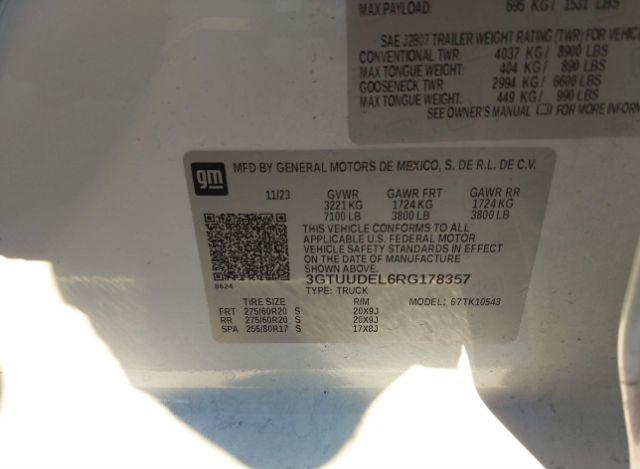 MAX PAYLOAD: 695 KG / 1531 LBS
SAE J2807 TRAILER WEIGHT RATING (TWR) FOR VEHICL
CONVENTIONAL TWR: 4037 KG / 8900 LBS
MAX TONGUE WEIGHT: 404 KG / 890 LBS
GOOSENECK TWR: 2994 KG / 6600 LBS
MAX TONGUE WEIGHT: 449 KG / 990 LBS
SEE OWNER'S MANUAL FOR MORE INFORM
gm MFD BY GENERAL MOTORS DE MEXICO, S. DE R.L. DE C.V.
11/23 GVWR GAWR FRT GAWR RR
3221 KG 1724 KG 1724 KG
7100 LB 3800 LB 3800 LB
THIS VEHICLE CONFORMS TO ALL
APPLICABLE U.S. FEDERAL MOTOR
VEHICLE SAFETY STANDARDS IN EFFECT
ON THE DATE OF MANUFACTURE
SHOWN ABOVE.
8624 3GTUUDEL6RG178357
TYPE: TRUCK
TIRE SIZE RIM MODEL: 67TK10543
FRT 275/60R20 S 20X9J
RR 275/60R20 S 20X9J
SPA 255/80R17 S 17X8J